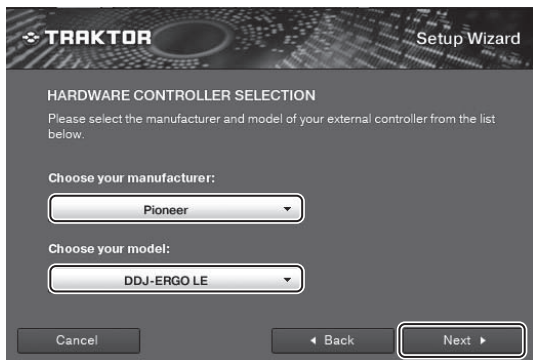 TRAKTOR
Setup Wizard
HARDWARE CONTROLLER SELECTION
Please select the manufacturer and model of your external controller from the list
below.
Choose your manufacturer:
Pioneer
Choose your model:
DDJ-ERGO LE
Cancel
Back
Next